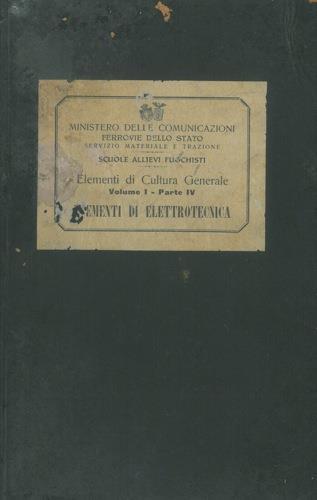 MINISTERO DELLE COMUNICAZIONI
FERROVIE DELLO STATO
SERVIZIO MATERIALE E TRAZIONE
SCUOLE ALLIEVI FUOCHISTI
Elementi di Cultura Generale
Volume I - Parte IV
EMENTI DI ELETTROTECNICA